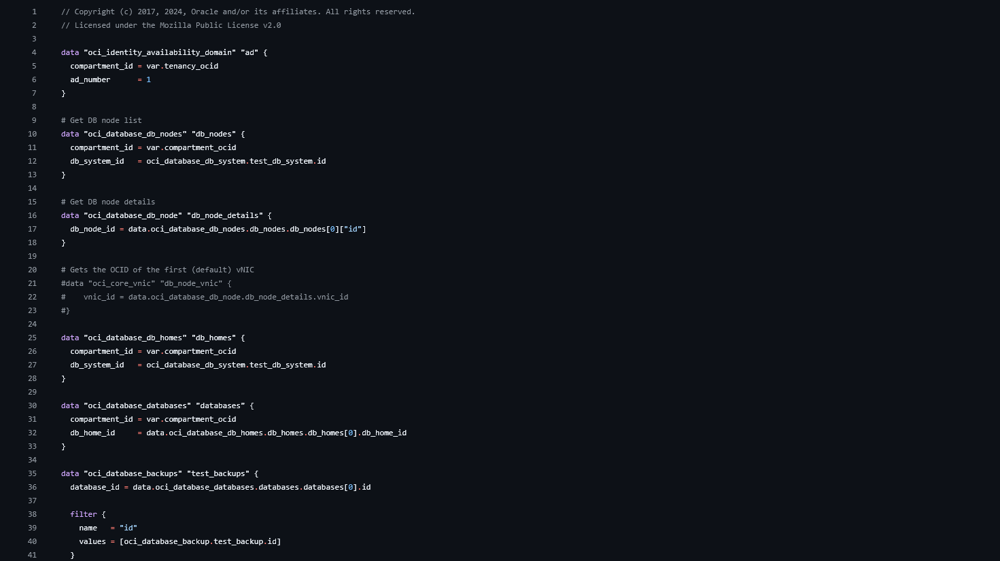 1 // Copyright (c) 2017, 2024, Oracle and/or its affiliates. All rights reserved.
2 // Licensed under the Mozilla Public License v2.0
3
4 data "oci_identity_availability_domain" "ad" {
5   compartment_id = var.tenancy_ocid
6   ad_number      = 1
7 }
8
9 # Get DB node list
10 data "oci_database_db_nodes" "db_nodes" {
11   compartment_id = var.compartment_ocid
12   db_system_id   = oci_database_db_system.test_db_system.id
13 }
14
15 # Get DB node details
16 data "oci_database_db_node" "db_node_details" {
17   db_node_id = data.oci_database_db_nodes.db_nodes.db_nodes[0]["id"]
18 }
19
20 # Gets the OCID of the first (default) vNIC
21 #data "oci_core_vnic" "db_node_vnic" {
22 #    vnic_id = data.oci_database_db_node.db_node_details.vnic_id
23 #}
24
25 data "oci_database_db_homes" "db_homes" {
26   compartment_id = var.compartment_ocid
27   db_system_id   = oci_database_db_system.test_db_system.id
28 }
29
30 data "oci_database_databases" "databases" {
31   compartment_id = var.compartment_ocid
32   db_home_id     = data.oci_database_db_homes.db_homes.db_homes[0].db_home_id
33 }
34
35 data "oci_database_backups" "test_backups" {
36   database_id = data.oci_database_databases.databases.databases[0].id
37
38   filter {
39     name   = "id"
40     values = [oci_database_backup.test_backup.id]
41   }